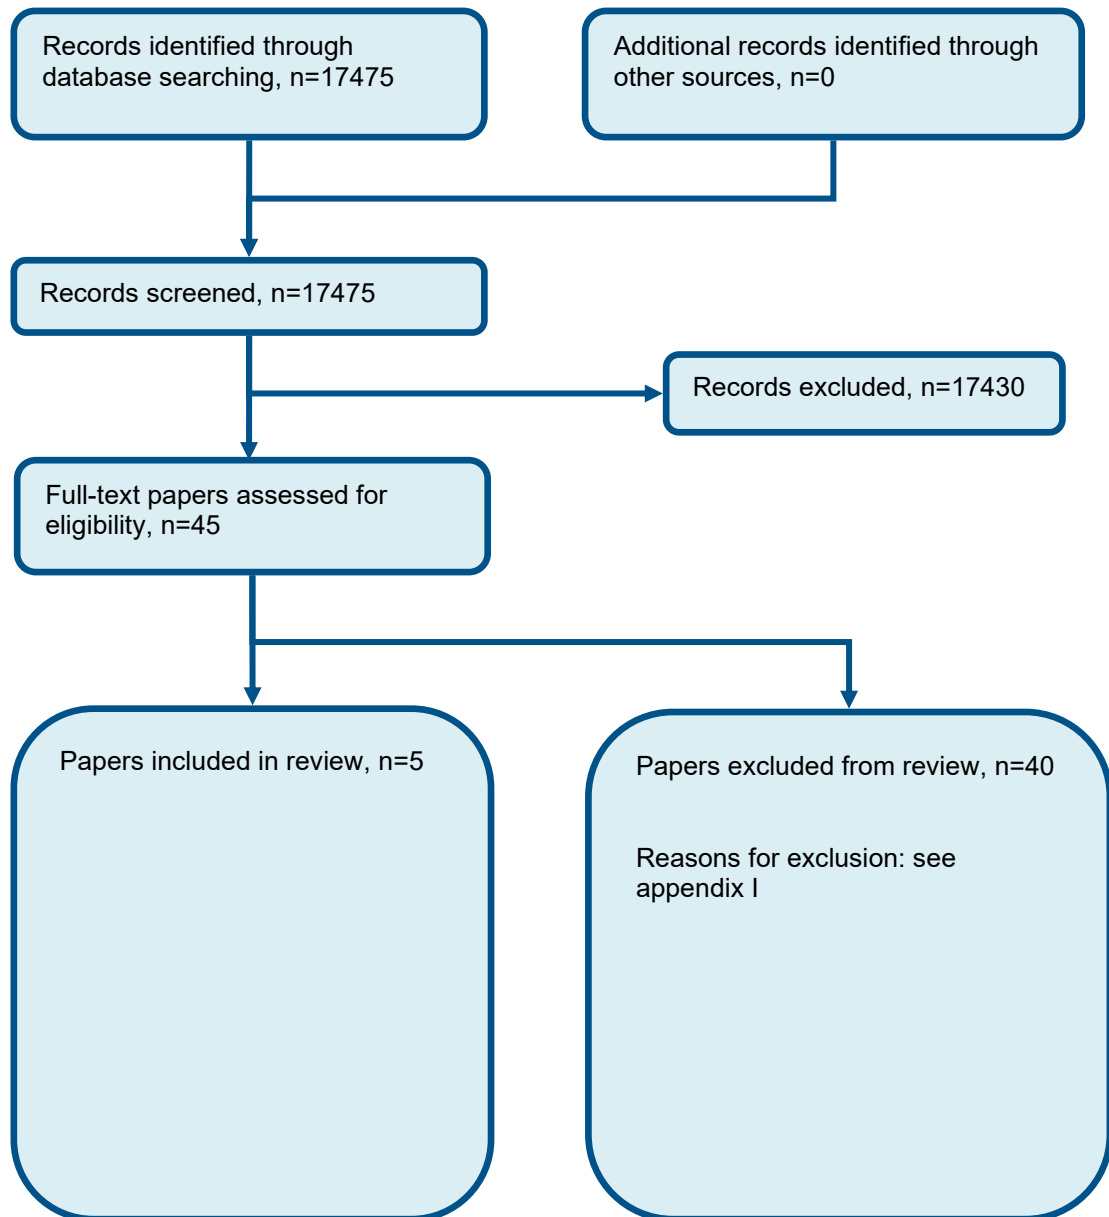 Records identified through
database searching, n=17475
Additional records identified through
other sources, n=0
Records screened, n=17475
Records excluded, n=17430
Full-text papers assessed for
eligibility, n=45
Papers included in review, n=5
Papers excluded from review, n=40
Reasons for exclusion: see
appendix I